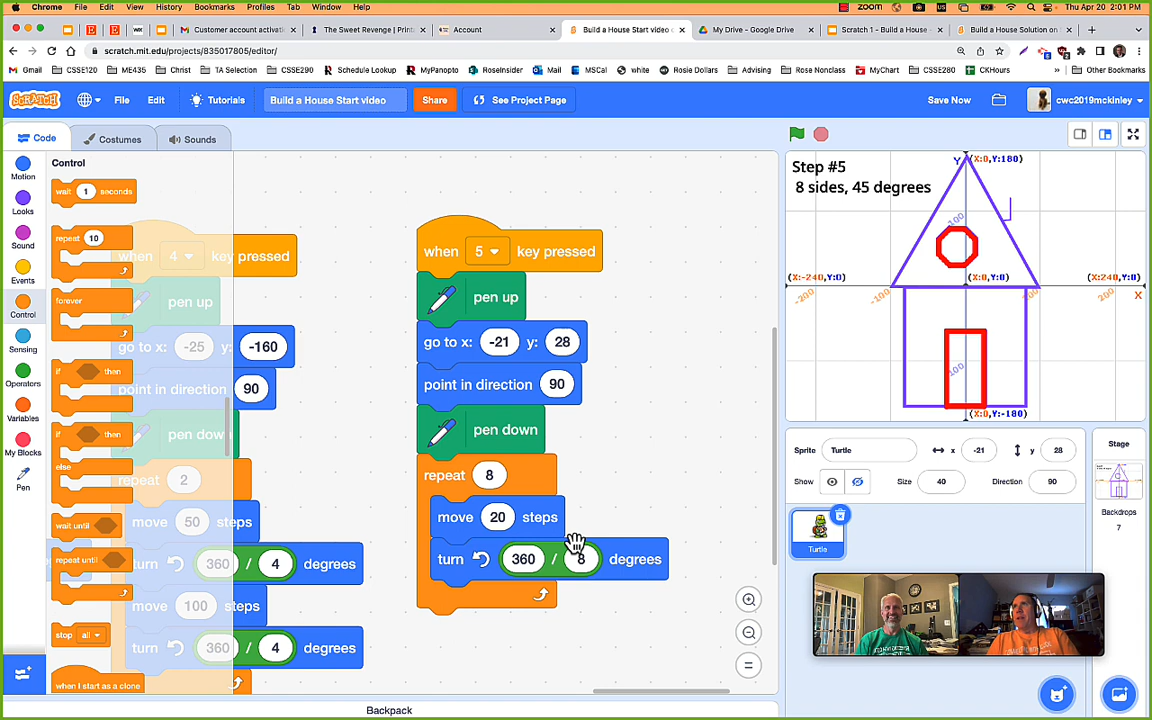 Chrome File Edit View History Bookmarks Profiles Tab Window Help zoom US Thu Apr 20 2:01 PM
Customer account activati
The Sweet Revenge | Printa
Account
Build a House Start video
My Drive - Google Drive
Scratch 1 - Build a House
Build a House Solution on
scratch.mit.edu/projects/835017805/editor/
Gmail CSSE120 ME435 Christ TA Selection CSSE290 Schedule Lookup MyPanopto RoseInsider Mail MSCal white Rosie Dollars Advising Rose Nonclass MyChart CSSE280 CKHours Other Bookmarks
SCRATCH File Edit Tutorials Build a House Start video Share See Project Page Save Now cwc2019mckinley
Code Costumes Sounds
Motion
Looks
Sound
Events
Control
Sensing
Operators
Variables
My Blocks
Pen
Control
wait 1 seconds
repeat 10
forever
if then
if then
else
wait until
repeat until
stop all
when I start as a clone
when 4 key pressed
pen up
go to x: -25 y: -160
point in direction 90
pen down
repeat 2
move 50 steps
turn 360 / 4 degrees
move 100 steps
turn 360 / 4 degrees
when 5 key pressed
pen up
go to x: -21 y: 28
point in direction 90
pen down
repeat 8
move 20 steps
turn 360 / 8 degrees
Step #5
8 sides, 45 degrees
Y (X:0,Y:180)
100
(X:-240,Y:0) (X:0,Y:0) (X:240,Y:0)
-200 -100 200 X
(X:0,Y:-180)
Sprite Turtle x -21 y 28
Show Size 40 Direction 90
Turtle
Stage
Backdrops
7
Backpack